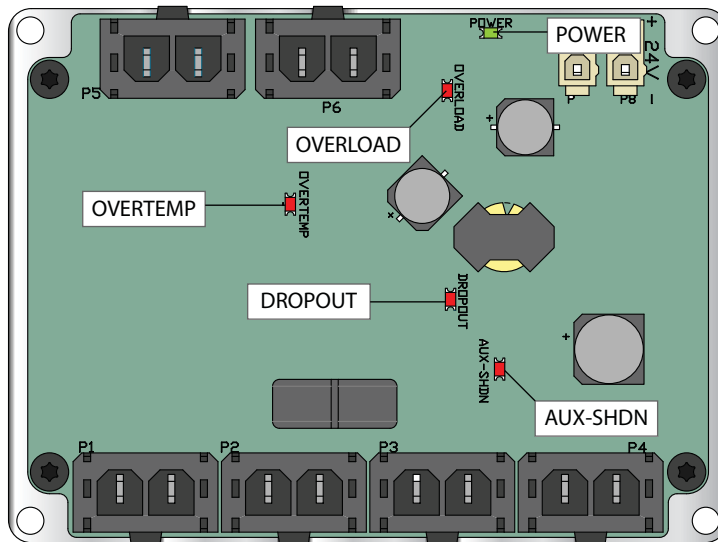 POWER
POWER
+
24V
-
P5
P6
P
P8
OVERLOAD
OVERLOAD
OVERTEMP
OVERTEMP
DROPOUT
DROPOUT
AUX-SHDN
AUX-SHDN
P1
P2
P3
P4